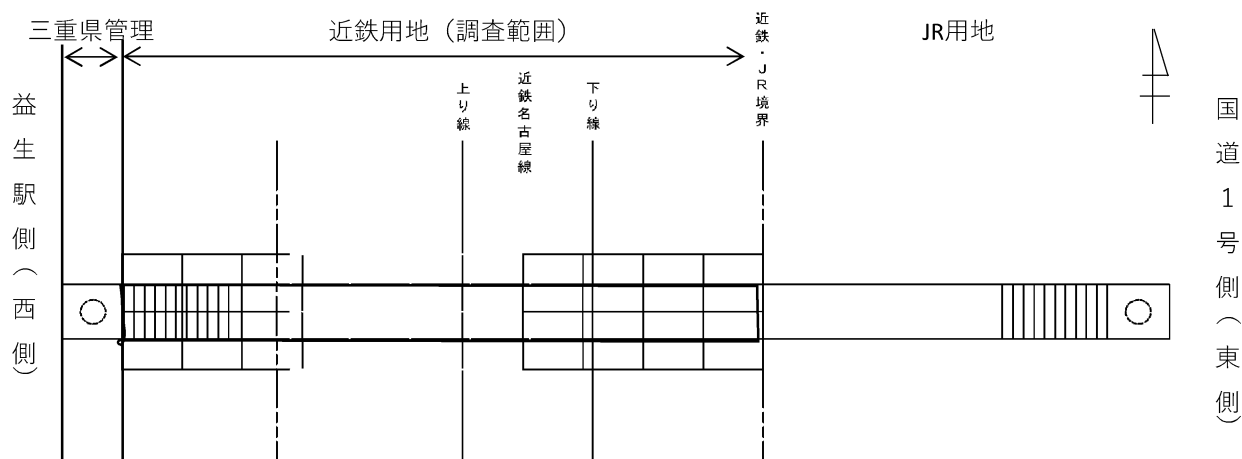 三重県管理
近鉄用地（調査範囲）
近鉄・JR境界
JR用地
益生駅側（西側）
上り線
近鉄名古屋線
下り線
国道１号側（東側）